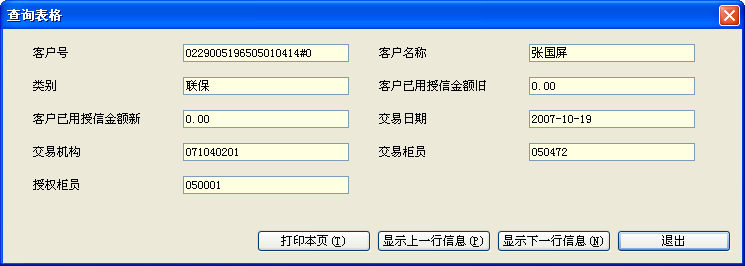 查询表格
客户号 0229005196505010414#0 客户名称 张国屏
类别 联保 客户已用授信金额旧 0.00
客户已用授信金额新 0.00 交易日期 2007-10-19
交易机构 071040201 交易柜员 050472
授权柜员 050001
打印本页(T) 显示上一行信息(P) 显示下一行信息(N) 退出